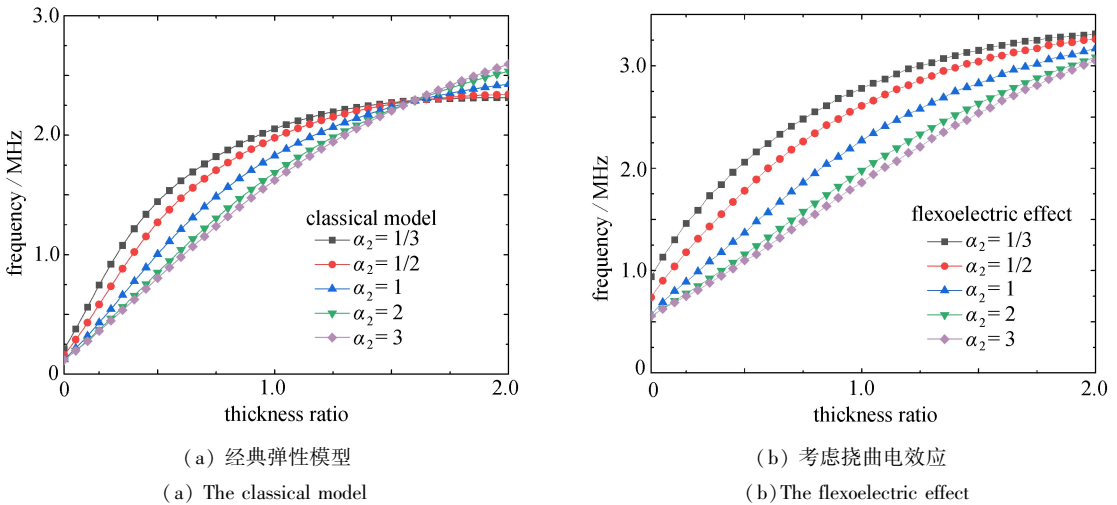 3.0
2.0
1.0
0
0
1.0
2.0
frequency / MHz
thickness ratio
classical model
α2 = 1/3
α2 = 1/2
α2 = 1
α2 = 2
α2 = 3
(a) 经典弹性模型
(a) The classical model
3.0
2.0
1.0
0
0
1.0
2.0
frequency / MHz
thickness ratio
flexoelectric effect
α2 = 1/3
α2 = 1/2
α2 = 1
α2 = 2
α2 = 3
(b) 考虑挠曲电效应
(b)The flexoelectric effect